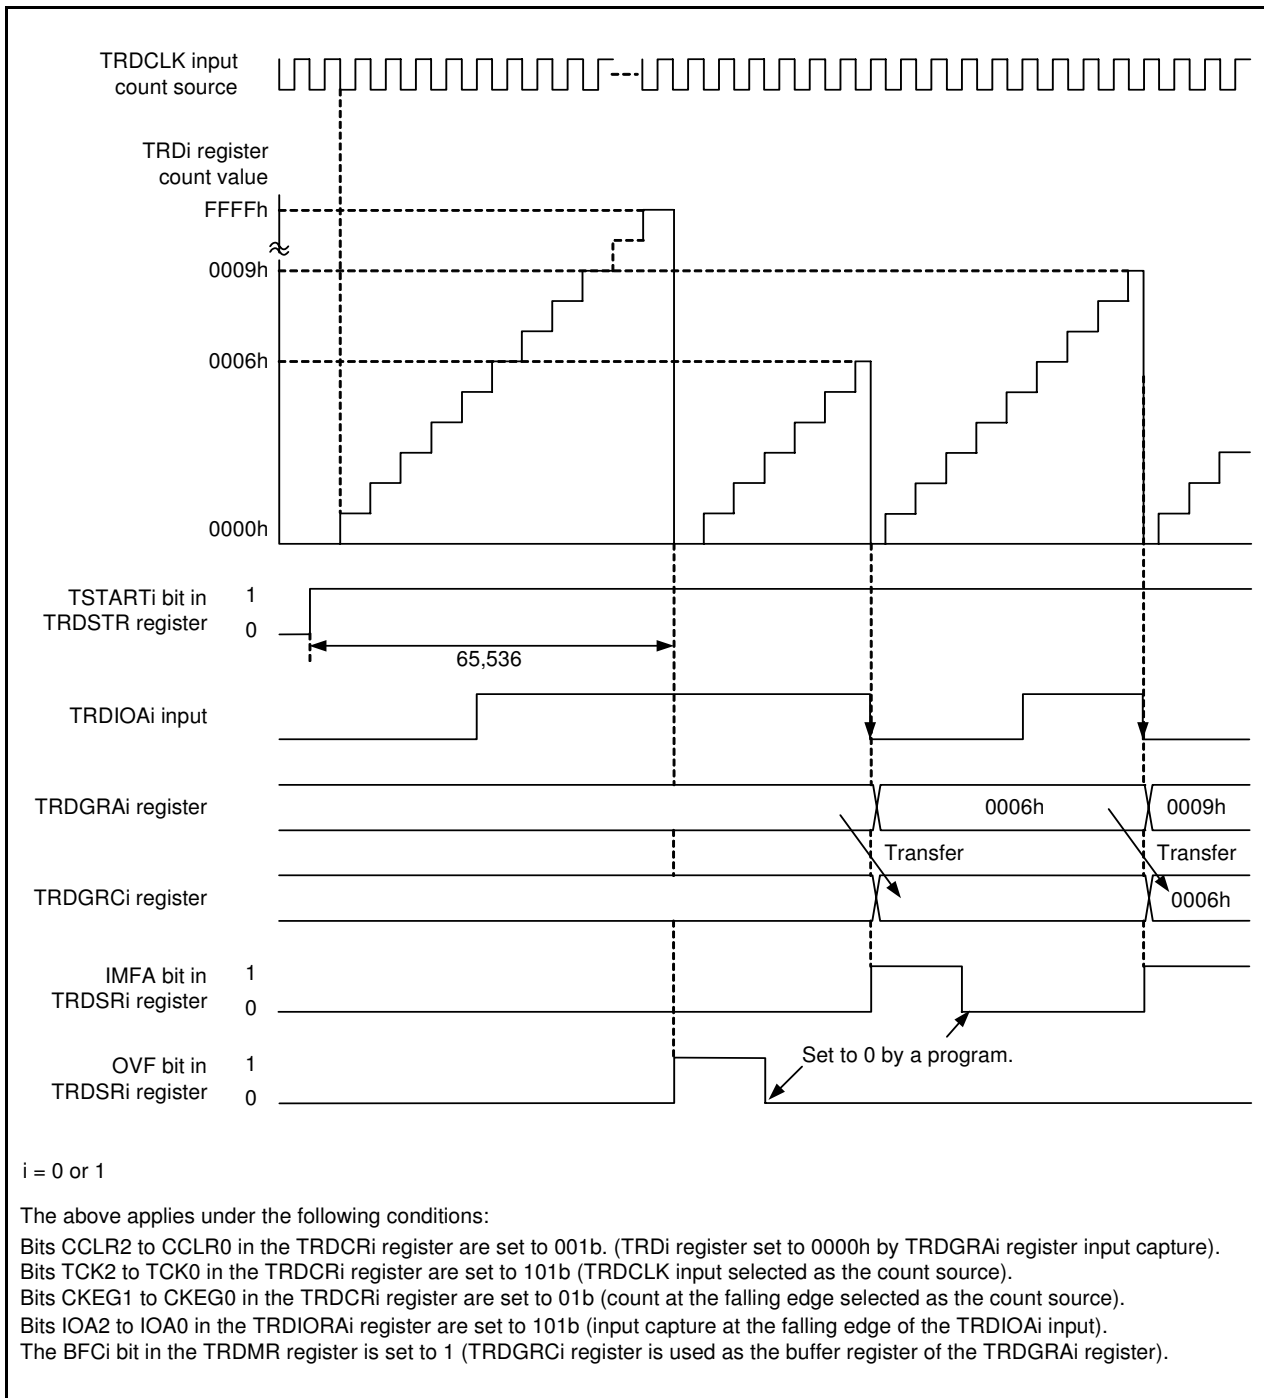 TRDCLK input
count source
TRDi register
count value
FFFFh
0009h
0006h
0000h
TSTARTi bit in
TRDSTR register
1
0
65,536
TRDIOAi input
TRDGRAi register
0006h
0009h
Transfer
Transfer
TRDGRCi register
0006h
IMFA bit in
TRDSRi register
1
0
Set to 0 by a program.
OVF bit in
TRDSRi register
1
0
i = 0 or 1
The above applies under the following conditions:
Bits CCLR2 to CCLR0 in the TRDCRi register are set to 001b. (TRDi register set to 0000h by TRDGRAi register input capture).
Bits TCK2 to TCK0 in the TRDCRi register are set to 101b (TRDCLK input selected as the count source).
Bits CKEG1 to CKEG0 in the TRDCRi register are set to 01b (count at the falling edge selected as the count source).
Bits IOA2 to IOA0 in the TRDIORAi register are set to 101b (input capture at the falling edge of the TRDIOAi input).
The BFCi bit in the TRDMR register is set to 1 (TRDGRCi register is used as the buffer register of the TRDGRAi register).